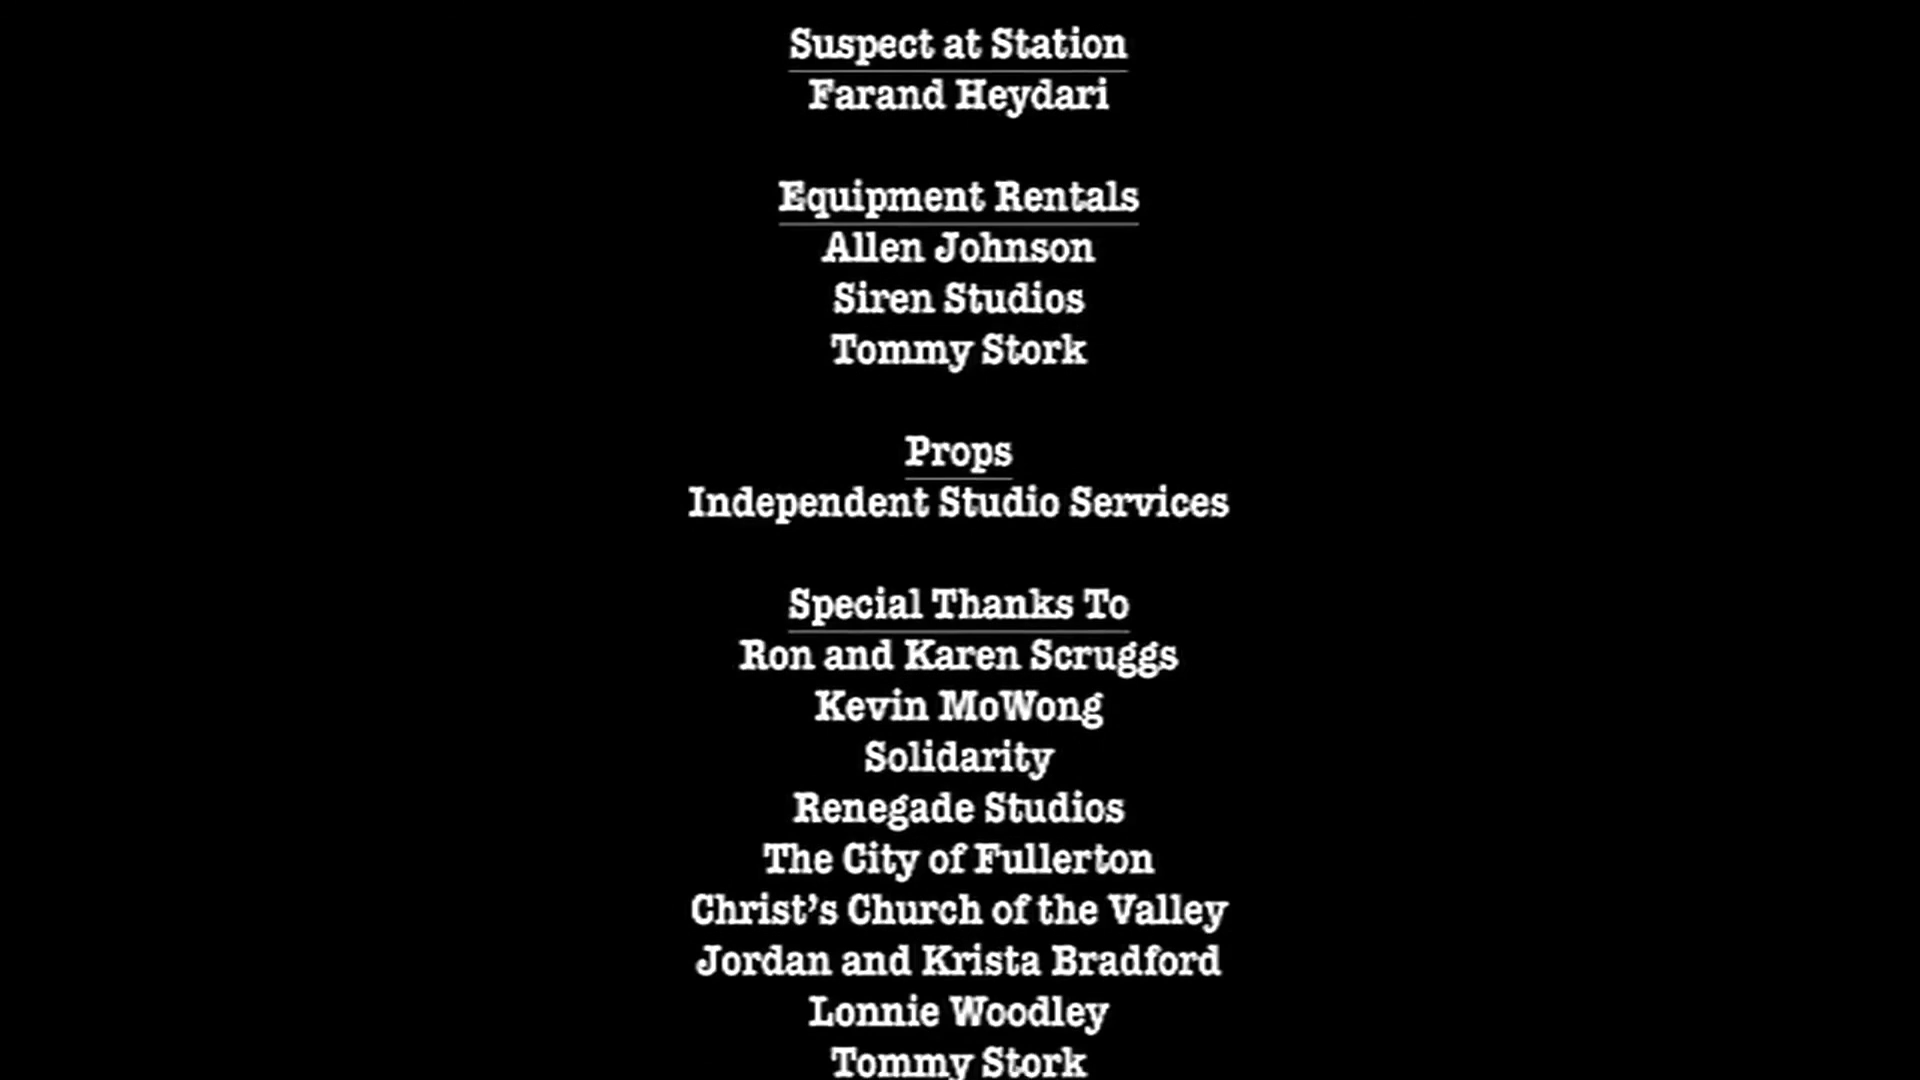 Suspect at Station
Farand Heydari
Equipment Rentals
Allen Johnson
Siren Studios
Tommy Stork
Props
Independent Studio Services
Special Thanks To
Ron and Karen Scruggs
Kevin MoWong
Solidarity
Renegade Studios
The City of Fullerton
Christ's Church of the Valley
Jordan and Krista Bradford
Lonnie Woodley
Tommy Stork